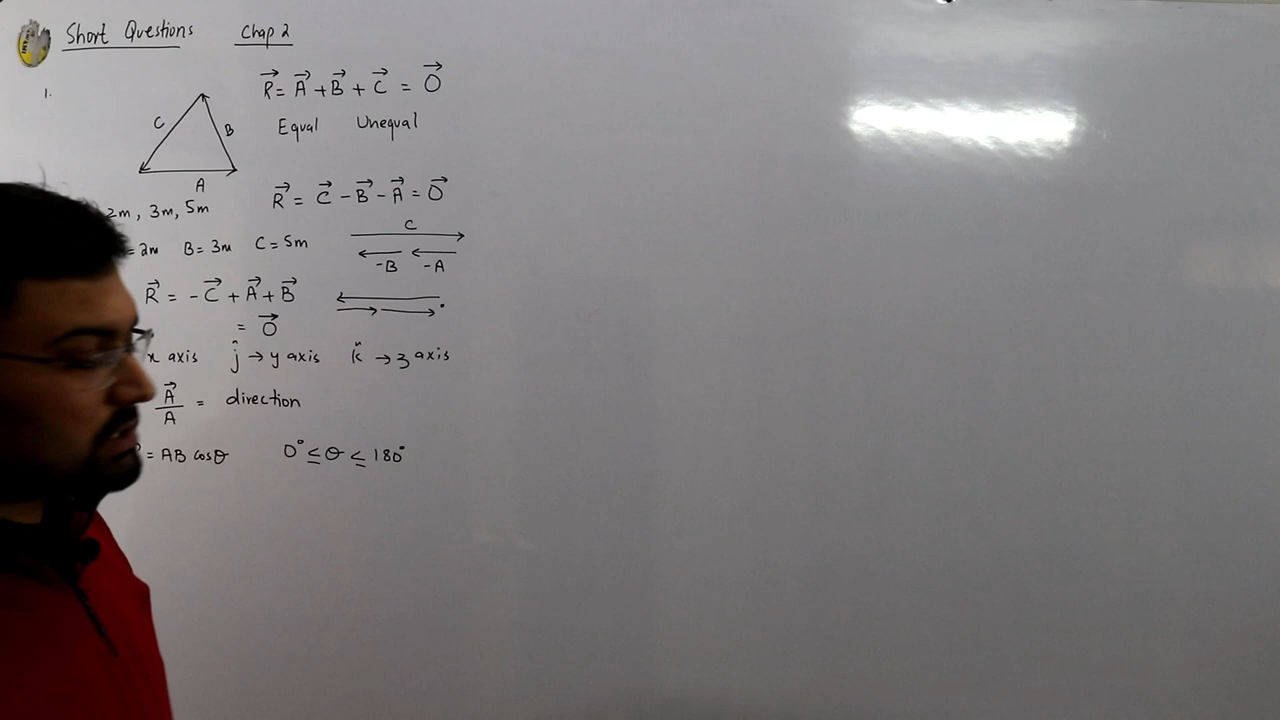 Short Questions Chap 2
1.
R⃗ = A⃗ + B⃗ + C⃗ = O⃗
C B
Equal Unequal
A
R⃗ = C⃗ - B⃗ - A⃗ = O⃗
2m, 3m, 5m
C
= 2m B = 3m C = 5m
-B -A
R⃗ = - C⃗ + A⃗ + B⃗
= O⃗
x axis ĵ → y axis k̂ → z axis
A⃗/A = direction
= AB cosθ 0° ≤ θ ≤ 180°